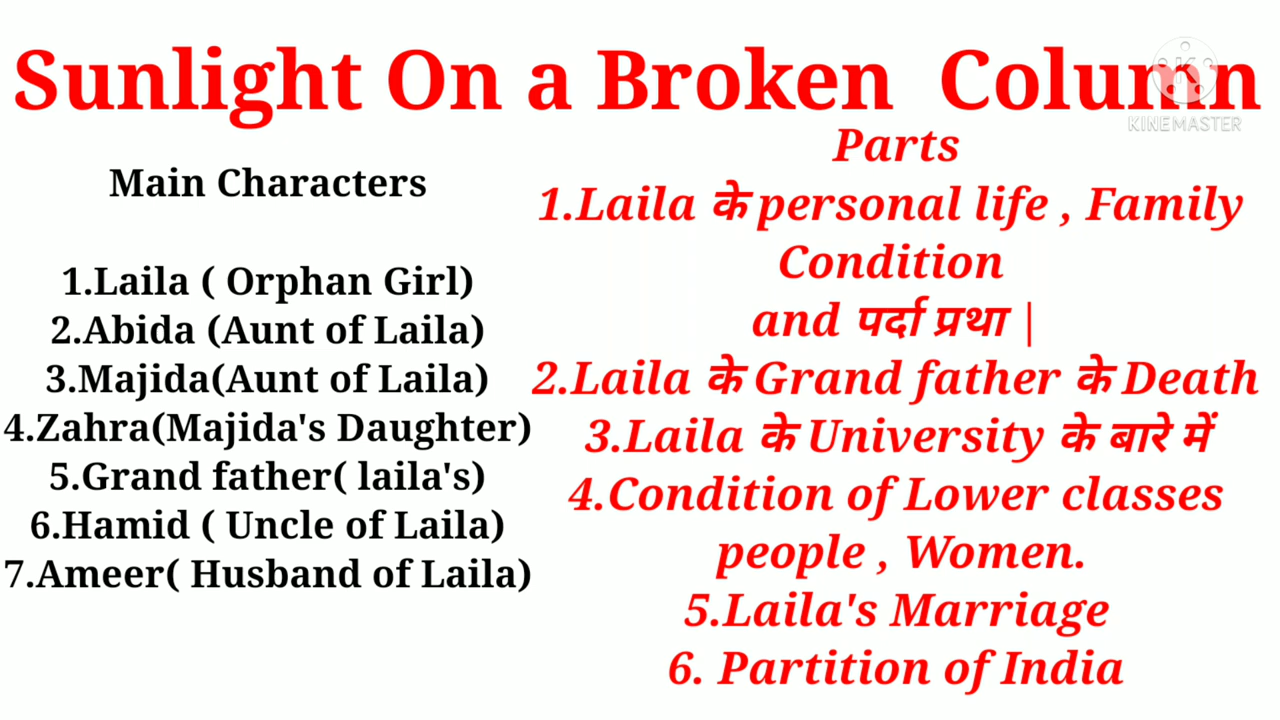 Sunlight On a Broken Column
KINEMASTER
Main Characters
1.Laila ( Orphan Girl)
2.Abida (Aunt of Laila)
3.Majida(Aunt of Laila)
4.Zahra(Majida's Daughter)
5.Grand father( laila's)
6.Hamid ( Uncle of Laila)
7.Ameer( Husband of Laila)
Parts
1.Laila के personal life , Family
Condition
and पर्दा प्रथा |
2.Laila के Grand father के Death
3.Laila के University के बारे में
4.Condition of Lower classes
people , Women.
5.Laila's Marriage
6. Partition of India